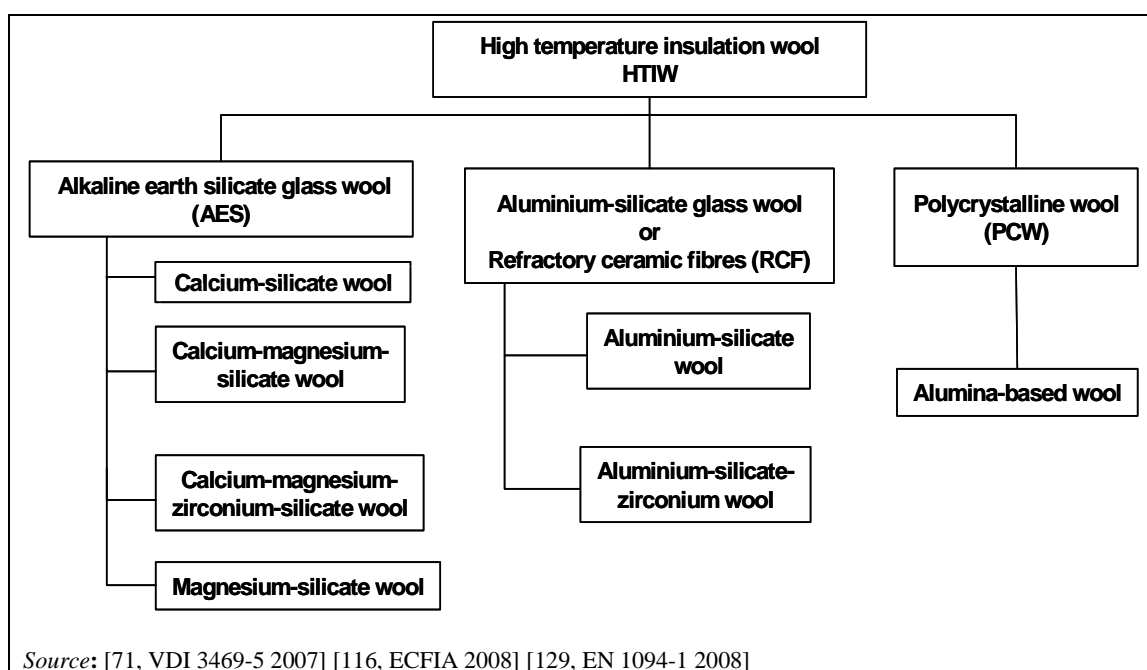 High temperature insulation wool
HTIW
Alkaline earth silicate glass wool
(AES)
Calcium-silicate wool
Calcium-magnesium-
silicate wool
Calcium-magnesium-
zirconium-silicate wool
Magnesium-silicate wool
Aluminium-silicate glass wool
or
Refractory ceramic fibres (RCF)
Aluminium-silicate
wool
Aluminium-silicate-
zirconium wool
Polycrystalline wool
(PCW)
Alumina-based wool
Source: [71, VDI 3469-5 2007] [116, ECFIA 2008] [129, EN 1094-1 2008]